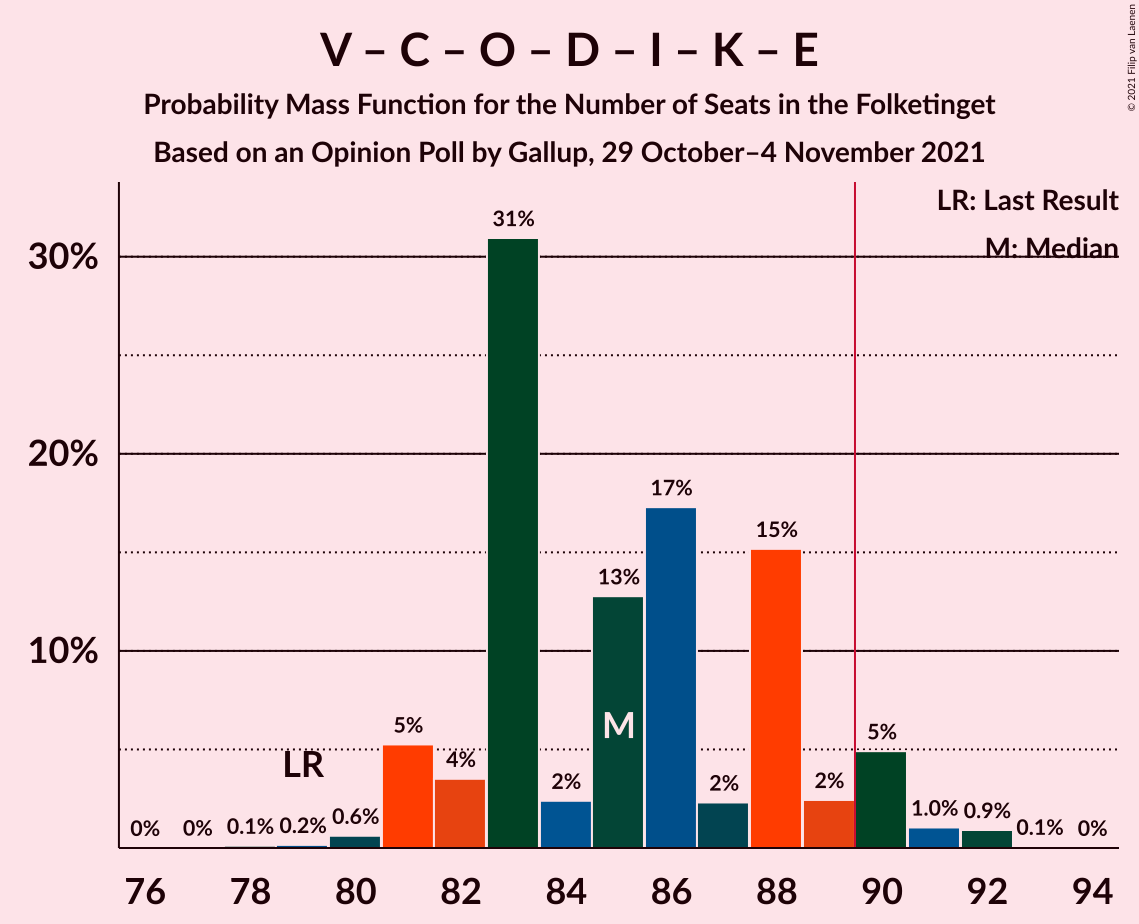 V – C – O – D – I – K – E
Probability Mass Function for the Number of Seats in the Folketinget
Based on an Opinion Poll by Gallup, 29 October–4 November 2021
© 2021 Filip van Laenen
LR: Last Result
M: Median
30%
20%
10%
0% 0% 0.1% 0.2% 0.6% 5% 4% 31% 2% 13% 17% 2% 15% 2% 5% 1.0% 0.9% 0.1% 0%
LR
M
76 78 80 82 84 86 88 90 92 94